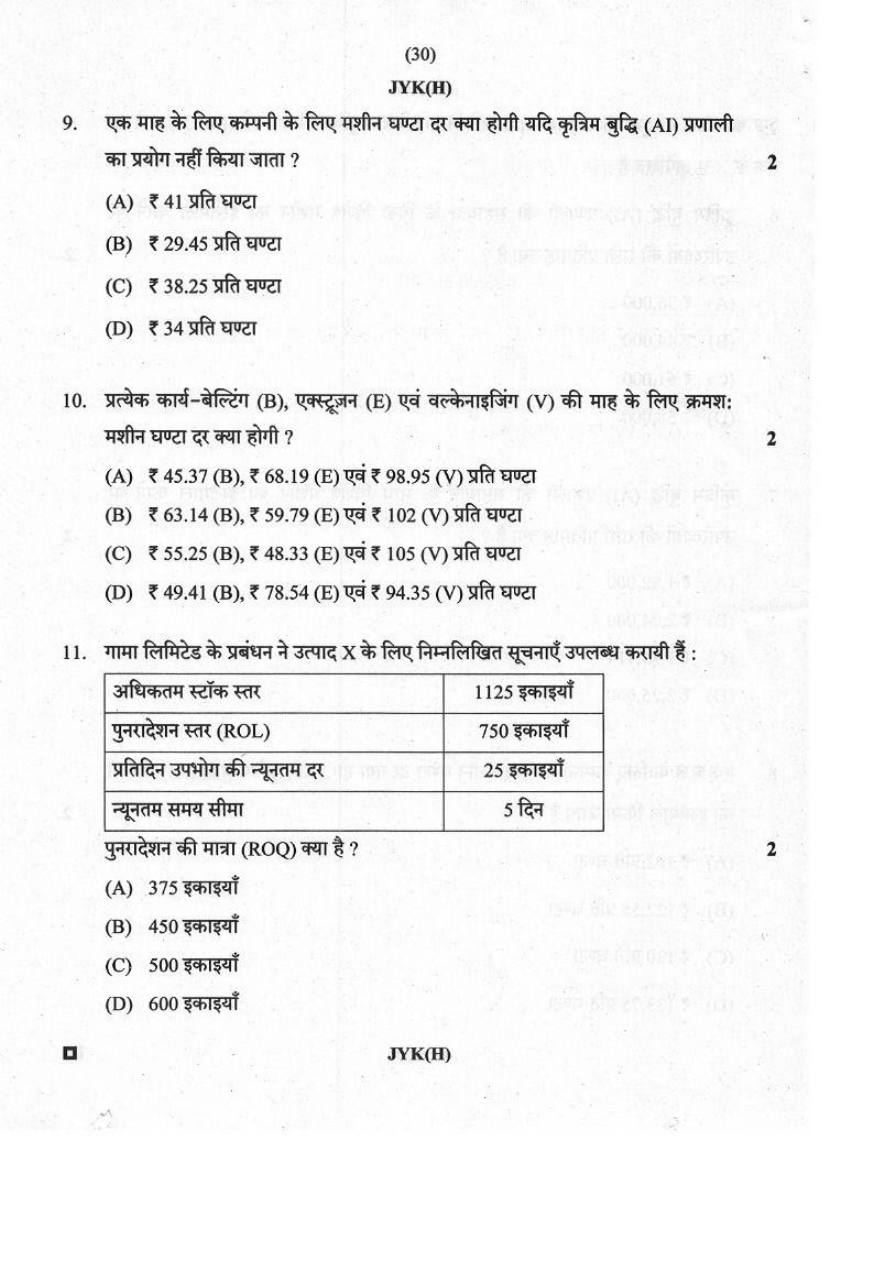 (30)
JYK(H)
9. एक माह के लिए कम्पनी के लिए मशीन घण्टा दर क्या होगी यदि कृत्रिम बुद्धि (AI) प्रणाली
का प्रयोग नहीं किया जाता ? 2
(A) ₹ 41 प्रति घण्टा
(B) ₹ 29.45 प्रति घण्टा
(C) ₹ 38.25 प्रति घण्टा
(D) ₹ 34 प्रति घण्टा
10. प्रत्येक कार्य-बेल्टिंग (B), एक्स्ट्रूज़न (E) एवं वल्केनाइजिंग (V) की माह के लिए क्रमश:
मशीन घण्टा दर क्या होगी ? 2
(A) ₹ 45.37 (B), ₹ 68.19 (E) एवं ₹ 98.95 (V) प्रति घण्टा
(B) ₹ 63.14 (B), ₹ 59.79 (E) एवं ₹ 102 (V) प्रति घण्टा
(C) ₹ 55.25 (B), ₹ 48.33 (E) एवं ₹ 105 (V) प्रति घण्टा
(D) ₹ 49.41 (B), ₹ 78.54 (E) एवं ₹ 94.35 (V) प्रति घण्टा
11. गामा लिमिटेड के प्रबंधन ने उत्पाद X के लिए निम्नलिखित सूचनाएँ उपलब्ध करायी हैं :
अधिकतम स्टॉक स्तर 1125 इकाइयाँ
पुनरादेशन स्तर (ROL) 750 इकाइयाँ
प्रतिदिन उपभोग की न्यूनतम दर 25 इकाइयाँ
न्यूनतम समय सीमा 5 दिन
पुनरादेशन की मात्रा (ROQ) क्या है ? 2
(A) 375 इकाइयाँ
(B) 450 इकाइयाँ
(C) 500 इकाइयाँ
(D) 600 इकाइयाँ
JYK(H)